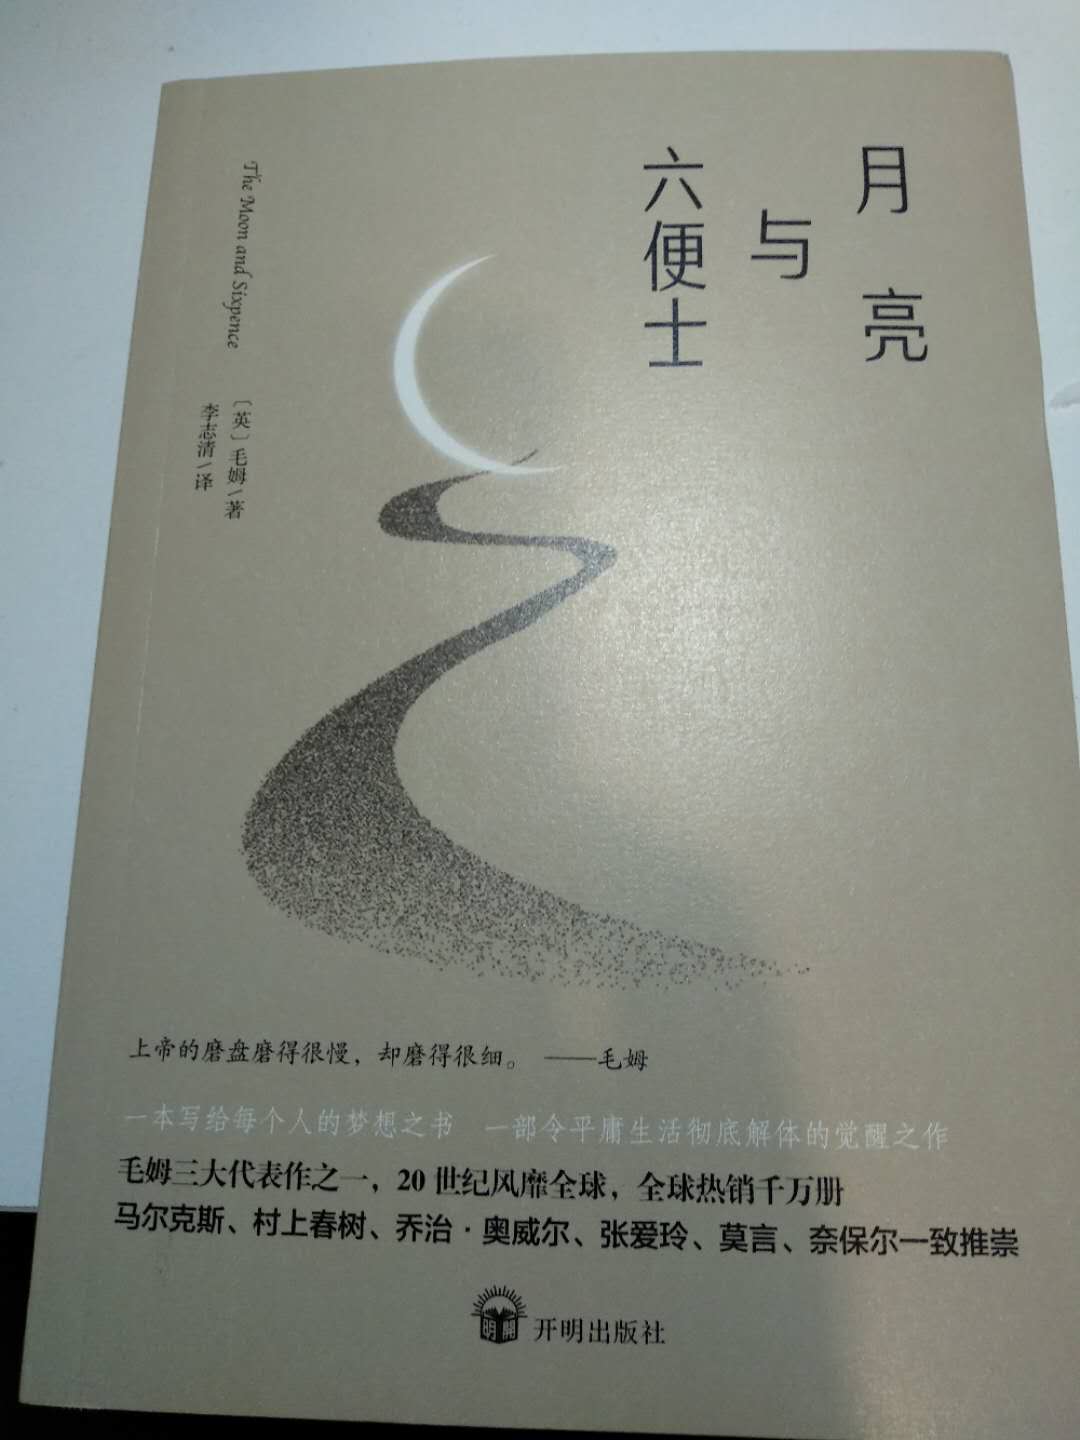 月亮
与
六便士
The Moon and Sixpence
〔英〕毛姆\著
李志清\译
上帝的磨盘磨得很慢，却磨得很细。 ——毛姆
一本写给每个人的梦想之书 一部令平庸生活彻底解体的觉醒之作
毛姆三大代表作之一，20世纪风靡全球，全球热销千万册
马尔克斯、村上春树、乔治·奥威尔、张爱玲、莫言、奈保尔一致推崇
明開
开明出版社